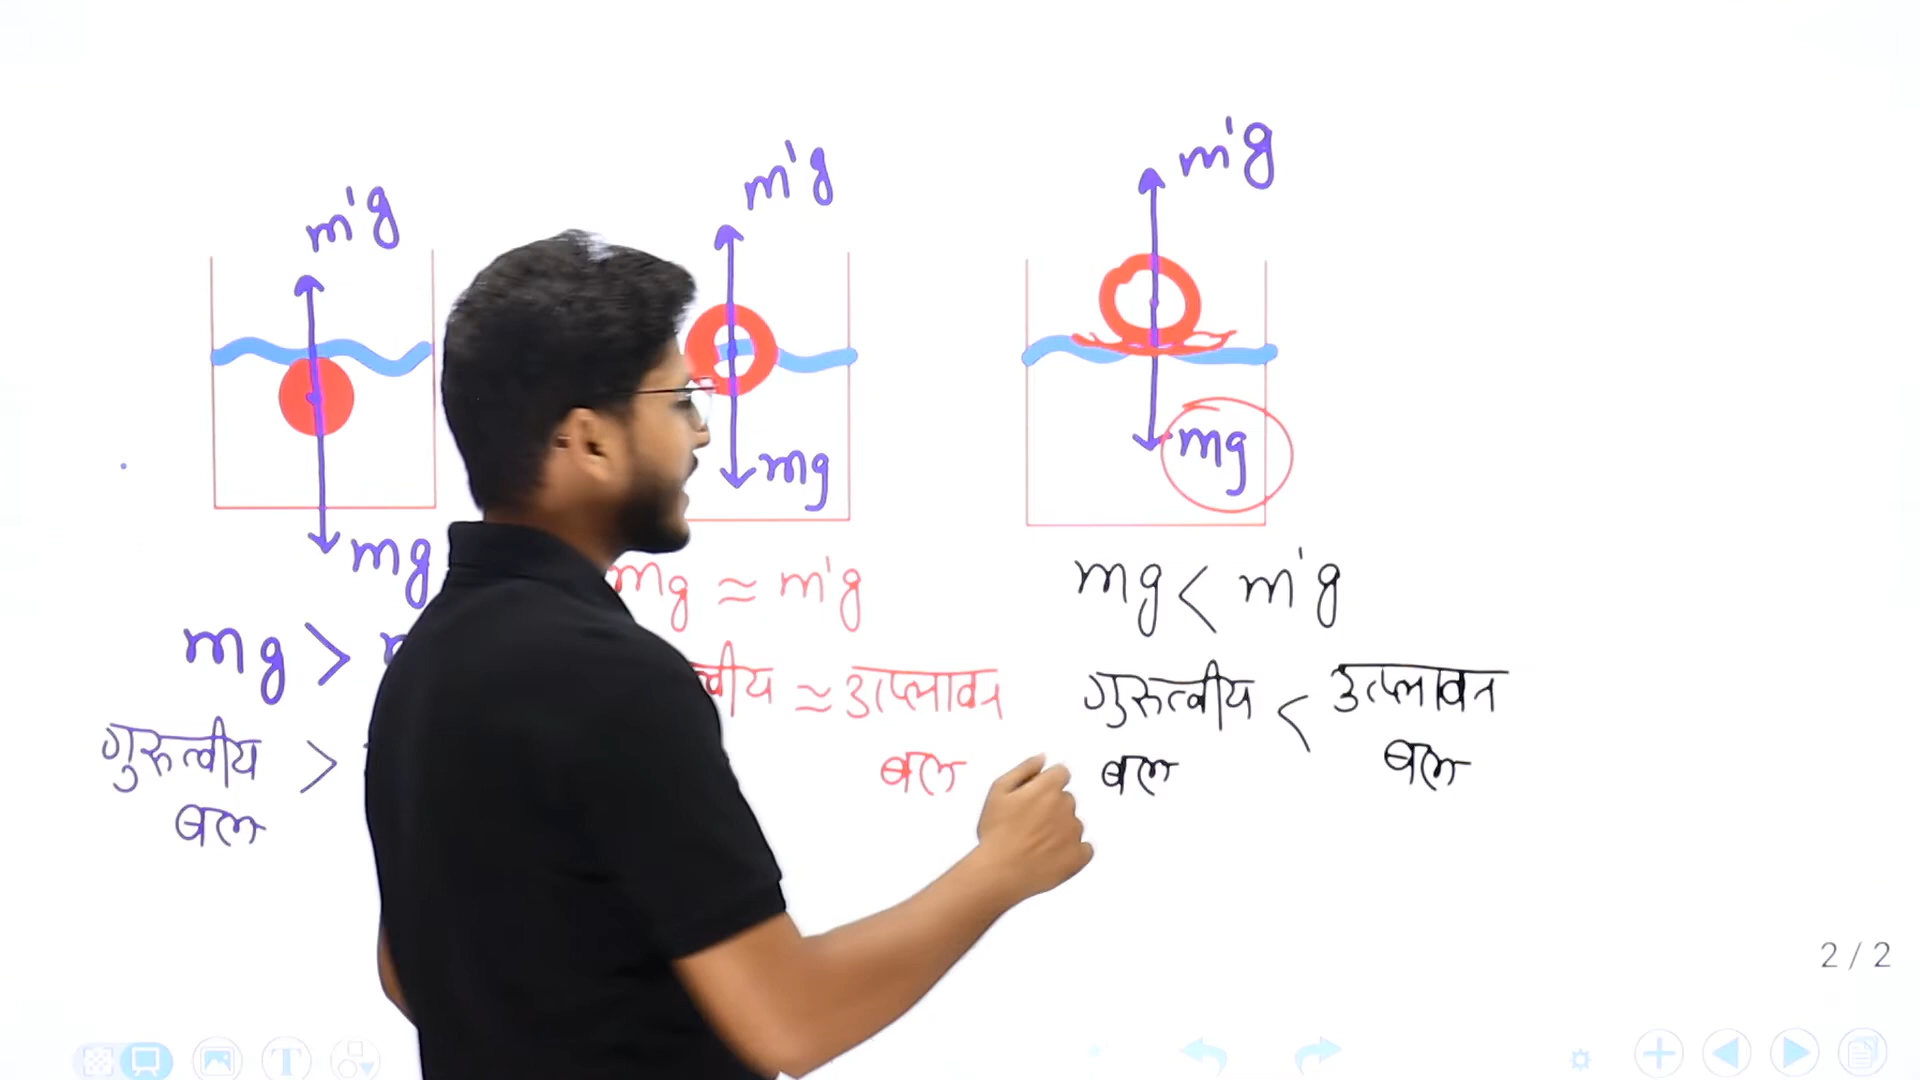 m'g
m'g
m'g
mg
mg
mg
mg >
mg ≈ m'g
mg < m'g
गुरुत्वीय >
≈ उत्प्लावन
गुरुत्वीय < उत्प्लावन
बल
बल
बल
बल
2 / 2
T